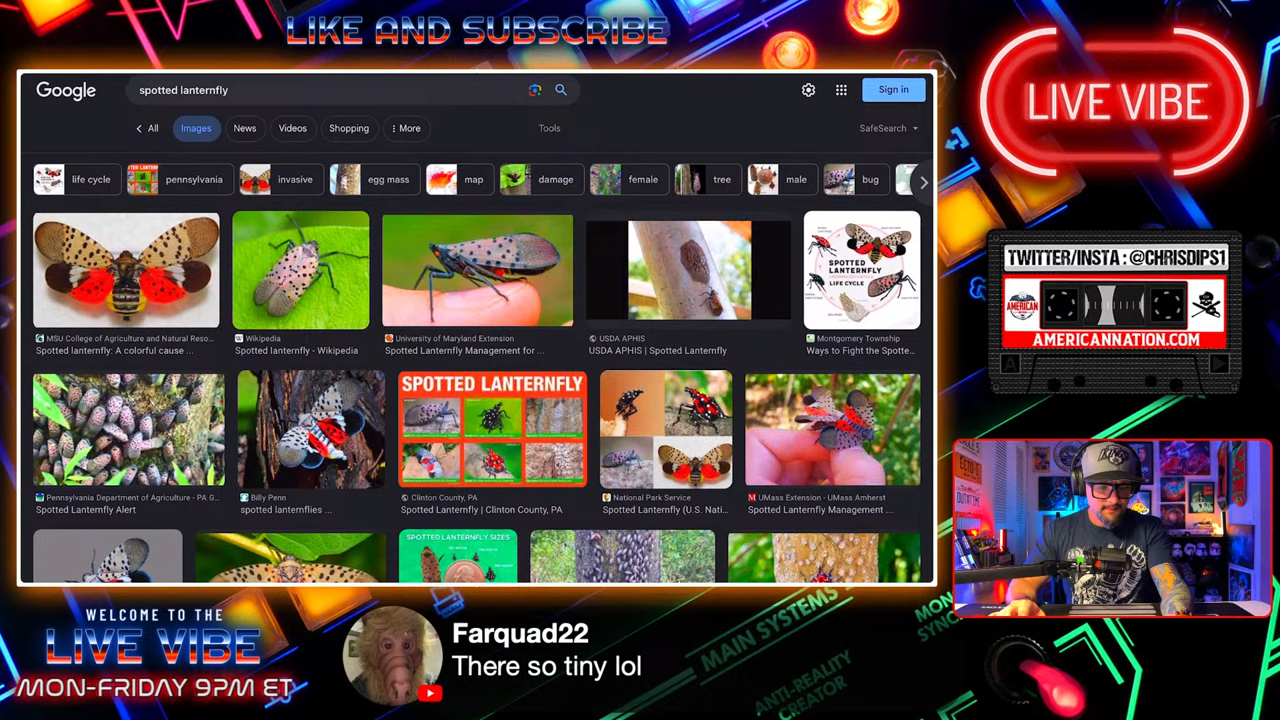 LIKE AND SUBSCRIBE
Google
spotted lanternfly
Sign in
All
Images
News
Videos
Shopping
More
Tools
SafeSearch
life cycle
pennsylvania
invasive
egg mass
map
damage
female
tree
male
bug
SPOTTED
LANTERNFLY
LIFE CYCLE
MSU College of Agriculture and Natural Reso...
Spotted lanternfly: A colorful cause ...
Wikipedia
Spotted lanternfly - Wikipedia
University of Maryland Extension
Spotted Lanternfly Management for...
USDA APHIS
USDA APHIS | Spotted Lanternfly
Montgomery Township
Ways to Fight the Spotte...
SPOTTED LANTERNFLY
Pennsylvania Department of Agriculture - PA.G...
Spotted Lanternfly Alert
Billy Penn
spotted lanternflies ...
Clinton County, PA
Spotted Lanternfly | Clinton County, PA
National Park Service
Spotted Lanternfly (U.S. Nati...
UMass Extension - UMass Amherst
Spotted Lanternfly Management ...
SPOTTED LANTERNFLY SIZES
LIVE VIBE
TWITTER/INSTA : @CHRISDIPS1
AMERICAN
AMERICANNATION.COM
A
WELCOME TO THE
LIVE VIBE
MON-FRIDAY 9PM ET
Farquad22
There so tiny lol
MAIN SYSTEMS
ANTI-REALITY
CREATOR